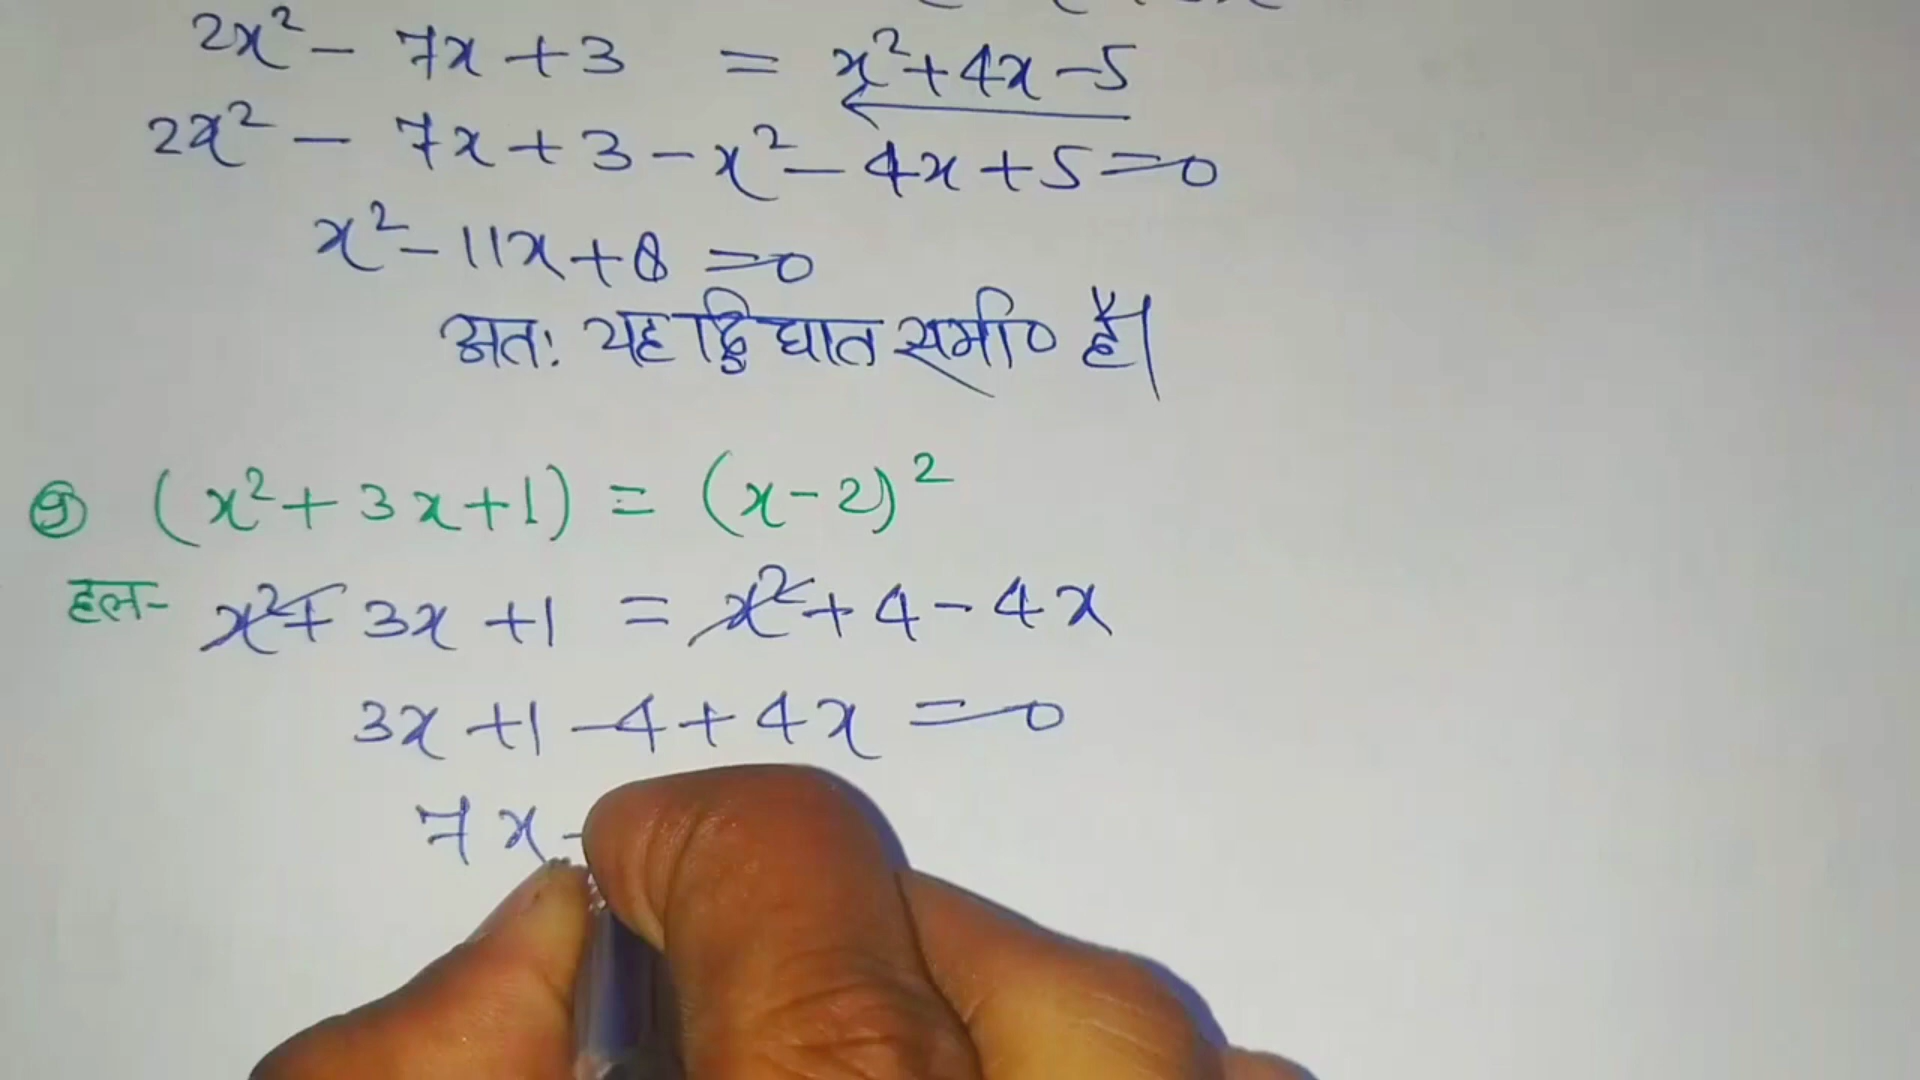 2x² - 7x + 3 = x² + 4x - 5
2x² - 7x + 3 - x² - 4x + 5 = 0
x² - 11x + 8 = 0
अतः यह द्विघात समी० है।
(x² + 3x + 1) = (x - 2)²
हल- x² + 3x + 1 = x² + 4 - 4x
3x + 1 - 4 + 4x = 0
7x -